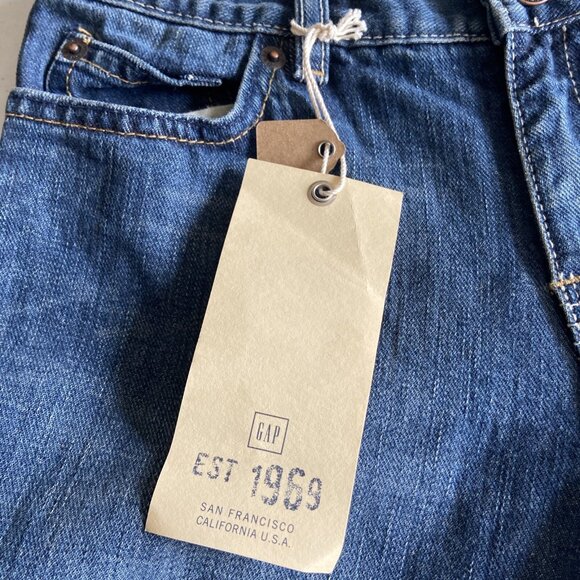 GAP
EST 1969
SAN FRANCISCO
CALIFORNIA U.S.A.